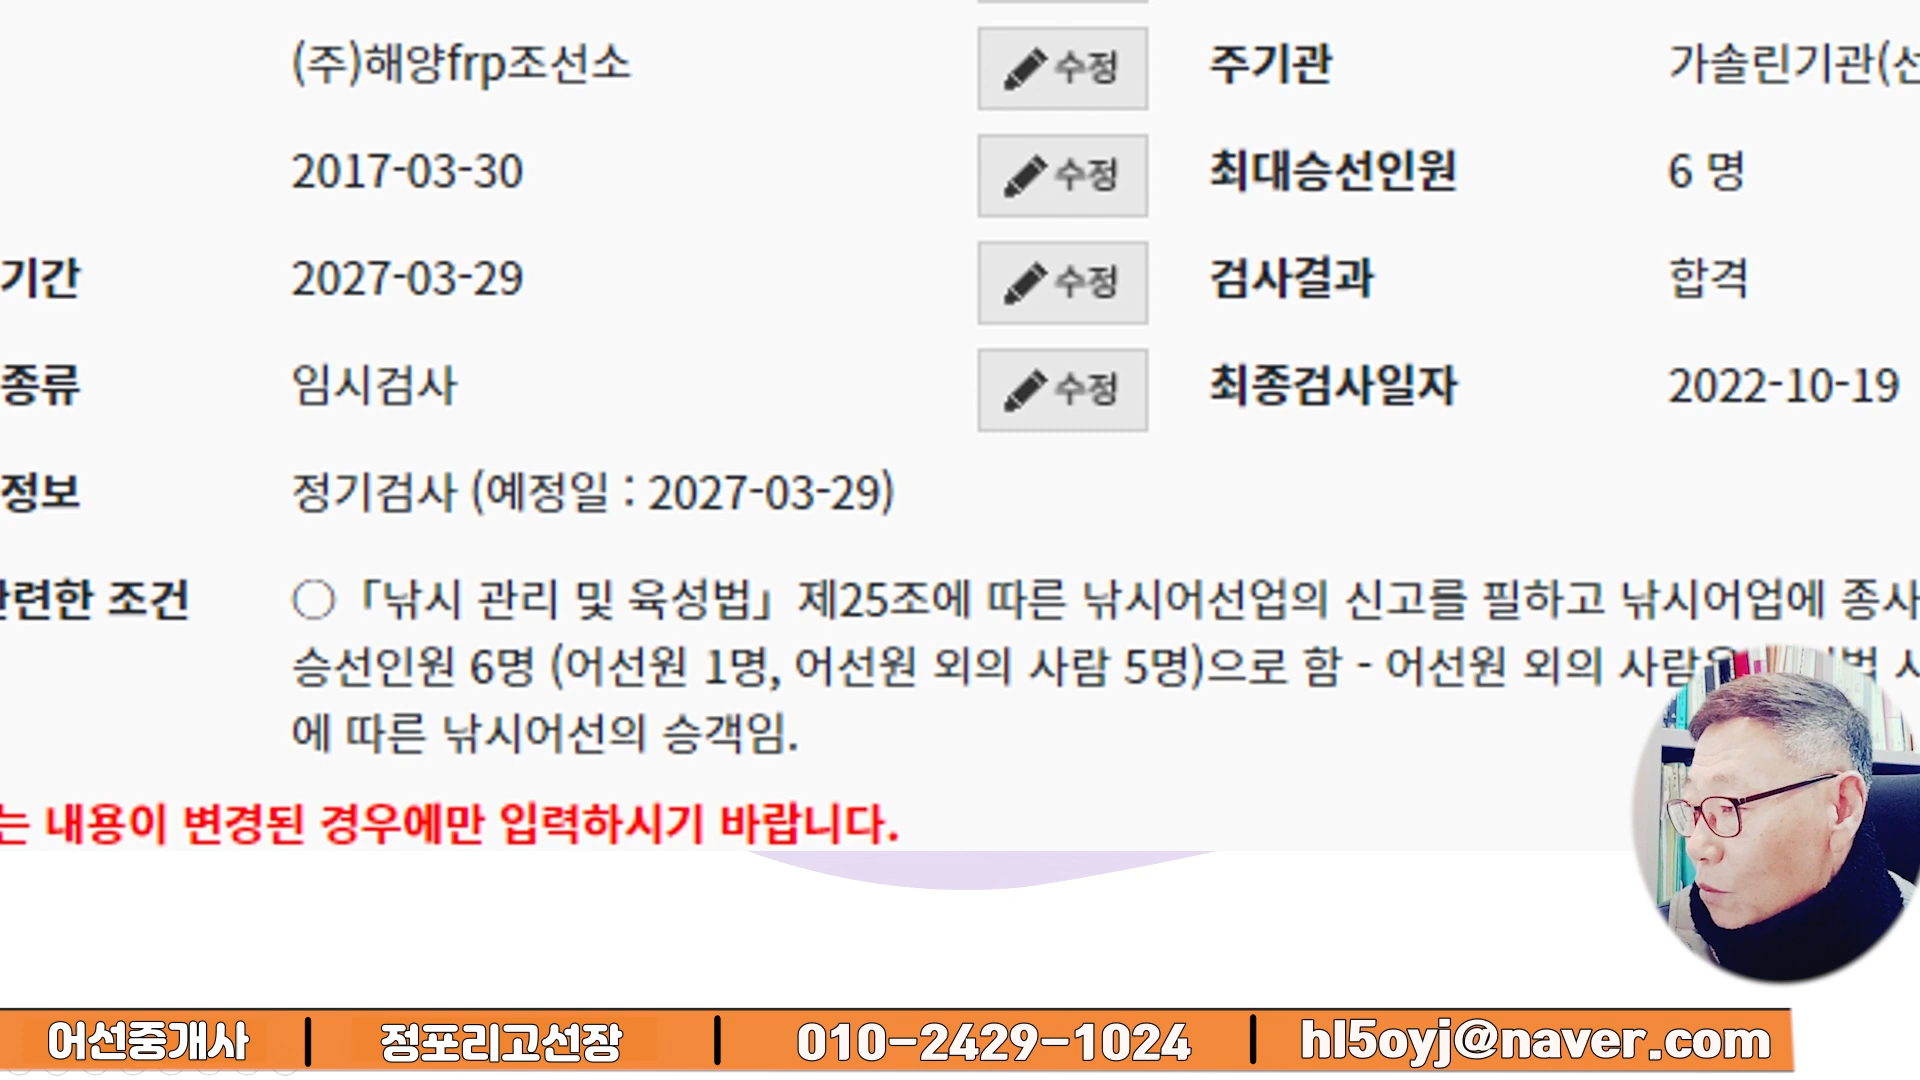 (주)해양frp조선소 수정 주기관 가솔린기관(선
2017-03-30 수정 최대승선인원 6 명
기간 2027-03-29 수정 검사결과 합격
종류 임시검사 수정 최종검사일자 2022-10-19
정보 정기검사 (예정일 : 2027-03-29)
관련한 조건 ○「낚시 관리 및 육성법」제25조에 따른 낚시어선업의 신고를 필하고 낚시어업에 종사
승선인원 6명 (어선원 1명, 어선원 외의 사람 5명)으로 함 - 어선원 외의 사람
에 따른 낚시어선의 승객임.
는 내용이 변경된 경우에만 입력하시기 바랍니다.
어선중개사 정포리고선장 010-2429-1024 hl5oyj@naver.com